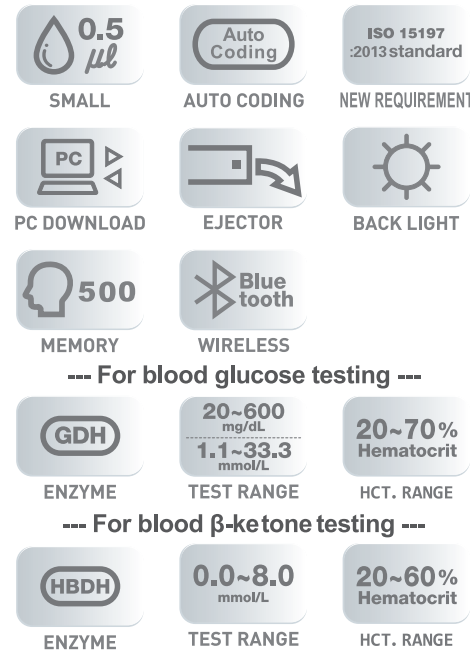 0.5
µl
SMALL
Auto
Coding
AUTO CODING
ISO 15197
:2013 standard
NEW REQUIREMENT
PC
PC DOWNLOAD
EJECTOR
BACK LIGHT
500
MEMORY
Blue
tooth
WIRELESS
--- For blood glucose testing ---
GDH
ENZYME
20~600
mg/dL
1.1~33.3
mmol/L
TEST RANGE
20~70%
Hematocrit
HCT. RANGE
--- For blood β-ketone testing ---
HBDH
ENZYME
0.0~8.0
mmol/L
TEST RANGE
20~60%
Hematocrit
HCT. RANGE